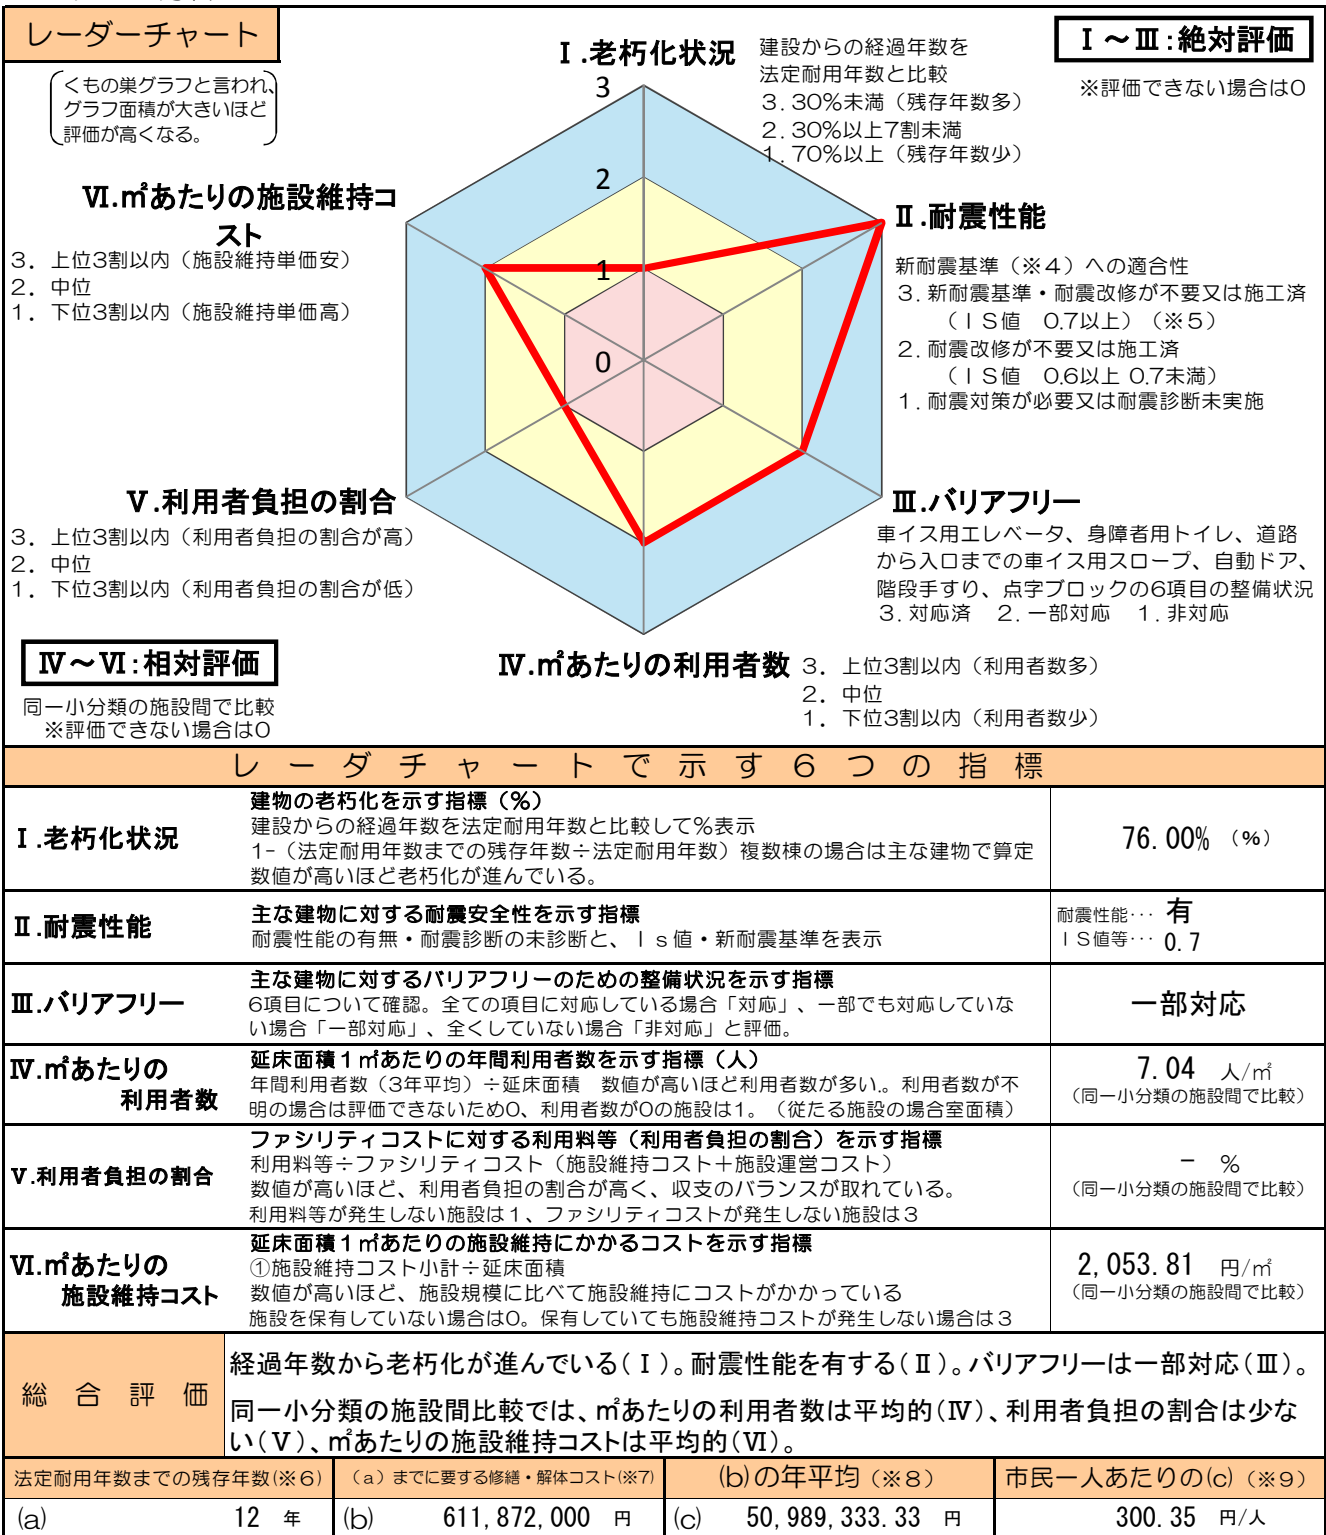 レーダーチャート
くもの巣グラフと言われ、
グラフ面積が大きいほど
評価が高くなる。
Ⅰ.老朽化状況
建設からの経過年数を
法定耐用年数と比較
3.30%未満（残存年数多）
2.30%以上7割未満
1.70%以上（残存年数少）
Ⅰ～Ⅲ:絶対評価
※評価できない場合は0
3
2
1
0
Ⅵ.㎡あたりの施設維持コ
スト
3. 上位3割以内（施設維持単価安）
2. 中位
1. 下位3割以内（施設維持単価高）
Ⅱ.耐震性能
新耐震基準（※4）への適合性
3.新耐震基準・耐震改修が不要又は施工済
（ＩＳ値 0.7以上）（※5）
2.耐震改修が不要又は施工済
（ＩＳ値 0.6以上 0.7未満）
1.耐震対策が必要又は耐震診断未実施
Ⅴ.利用者負担の割合
3. 上位3割以内（利用者負担の割合が高）
2. 中位
1. 下位3割以内（利用者負担の割合が低）
Ⅲ.バリアフリー
車イス用エレベータ、身障者用トイレ、道路
から入口までの車イス用スロープ、自動ドア、
階段手すり、点字ブロックの6項目の整備状況
3.対応済 2.一部対応 1.非対応
Ⅳ～Ⅵ:相対評価
同一小分類の施設間で比較
※評価できない場合は0
Ⅳ.㎡あたりの利用者数
3. 上位3割以内（利用者数多）
2. 中位
1. 下位3割以内（利用者数少）
レーダチャートで示す６つの指標
Ⅰ.老朽化状況
建物の老朽化を示す指標（%）
建設からの経過年数を法定耐用年数と比較して%表示
1-（法定耐用年数までの残存年数÷法定耐用年数）複数棟の場合は主な建物で算定
数値が高いほど老朽化が進んでいる。
76.00% （%）
Ⅱ.耐震性能
主な建物に対する耐震安全性を示す指標
耐震性能の有無・耐震診断の未診断と、Ｉｓ値・新耐震基準を表示
耐震性能… 有
ＩＳ値等… 0.7
Ⅲ.バリアフリー
主な建物に対するバリアフリーのための整備状況を示す指標
6項目について確認。全ての項目に対応している場合「対応」、一部でも対応していな
い場合「一部対応」、全くしていない場合「非対応」と評価。
一部対応
Ⅳ.㎡あたりの
利用者数
延床面積１㎡あたりの年間利用者数を示す指標（人）
年間利用者数（3年平均）÷延床面積 数値が高いほど利用者数が多い。利用者数が不
明の場合は評価できないため0、利用者数が0の施設は1。（従たる施設の場合室面積）
7.04 人/㎡
（同一小分類の施設間で比較）
Ⅴ.利用者負担の割合
ファシリティコストに対する利用料等（利用者負担の割合）を示す指標
利用料等÷ファシリティコスト（施設維持コスト＋施設運営コスト）
数値が高いほど、利用者負担の割合が高く、収支のバランスが取れている。
利用料等が発生しない施設は１、ファシリティコストが発生しない施設は３
－ %
（同一小分類の施設間で比較）
Ⅵ.㎡あたりの
施設維持コスト
延床面積１㎡あたりの施設維持にかかるコストを示す指標
①施設維持コスト小計÷延床面積
数値が高いほど、施設規模に比べて施設維持にコストがかかっている
施設を保有していない場合は0。保有していても施設維持コストが発生しない場合は３
2,053.81 円/㎡
（同一小分類の施設間で比較）
総合評価
経過年数から老朽化が進んでいる(Ⅰ)。耐震性能を有する(Ⅱ)。バリアフリーは一部対応(Ⅲ)。
同一小分類の施設間比較では、㎡あたりの利用者数は平均的(Ⅳ)、利用者負担の割合は少な
い(Ⅴ)、㎡あたりの施設維持コストは平均的(Ⅵ)。
法定耐用年数までの残存年数(※6)
（a）までに要する修繕・解体コスト(※7)
(b)の年平均（※8）
市民一人あたりの(c)（※9）
(a) 12 年
(b) 611,872,000 円
(c) 50,989,333.33 円
300.35 円/人